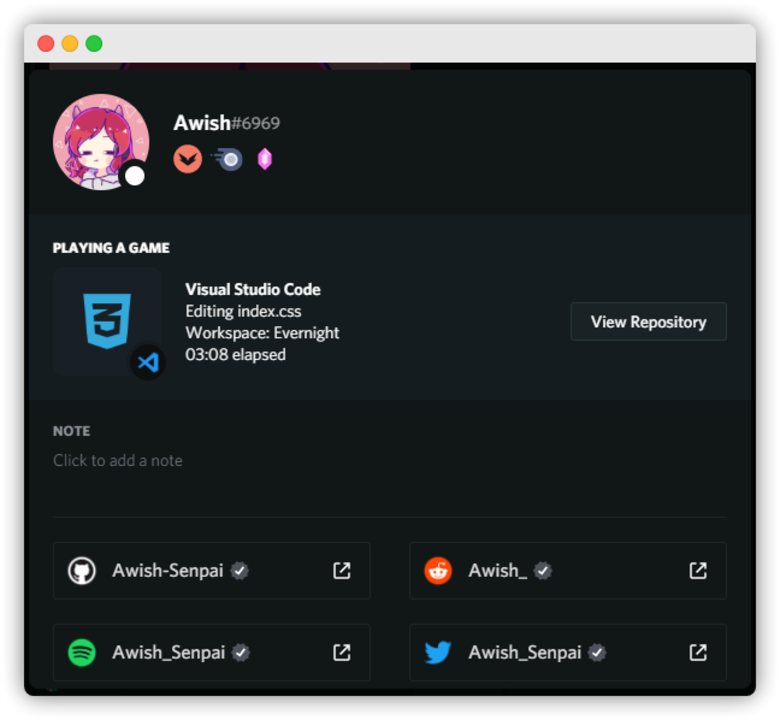 Awish#6969
PLAYING A GAME
Visual Studio Code
Editing index.css
Workspace: Evernight
03:08 elapsed
View Repository
NOTE
Click to add a note
Awish-Senpai
Awish_
Awish_Senpai
Awish_Senpai